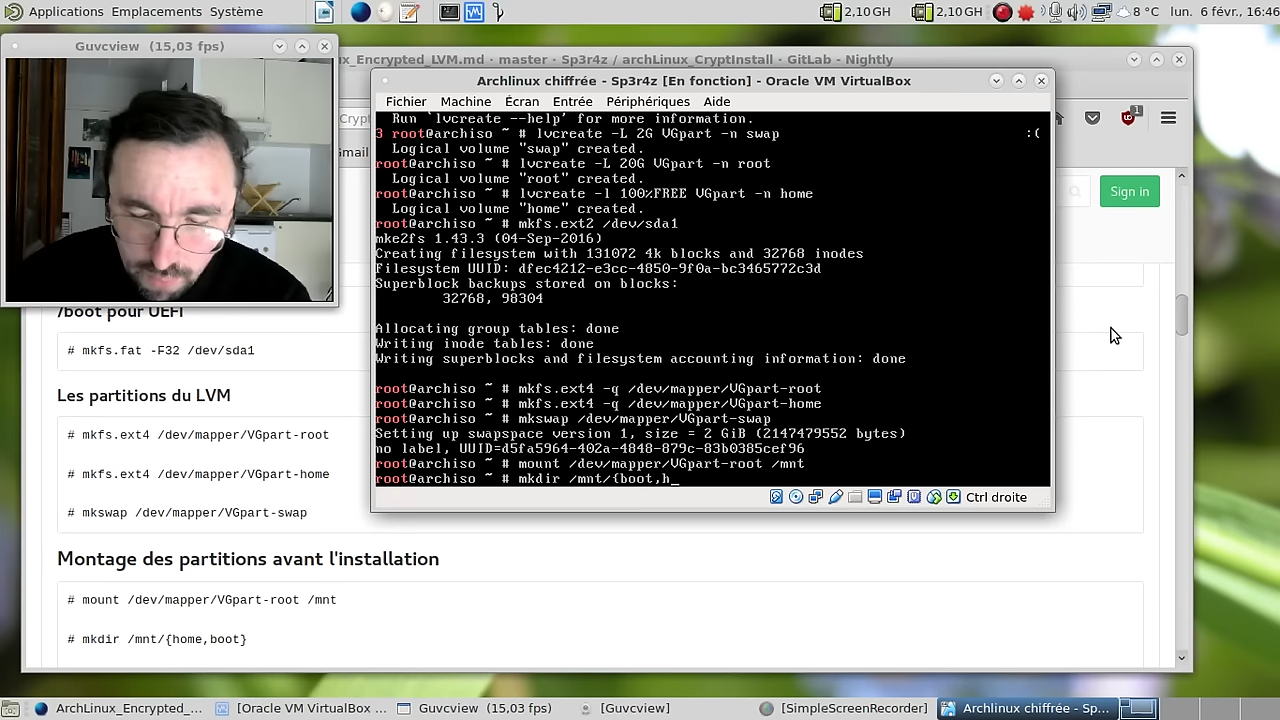 Applications Emplacements Système
2,10 GH 2,10 GH 8 °C lun. 6 févr., 16:46
Guvcview (15,03 fps)
ux_Encrypted_LVM.md · master · Sp3r4z / archLinux_CryptInstall · GitLab - Nightly
Archlinux chiffrée - Sp3r4z [En fonction] - Oracle VM VirtualBox
Fichier Machine Écran Entrée Périphériques Aide
Crypt
1
mail
Sign in
Run `lvcreate --help' for more information.
3 root@archiso ~ # lvcreate -L 2G VGpart -n swap :(
Logical volume "swap" created.
root@archiso ~ # lvcreate -L 20G VGpart -n root
Logical volume "root" created.
root@archiso ~ # lvcreate -l 100%FREE VGpart -n home
Logical volume "home" created.
root@archiso ~ # mkfs.ext2 /dev/sda1
mke2fs 1.43.3 (04-Sep-2016)
Creating filesystem with 131072 4k blocks and 32768 inodes
Filesystem UUID: dfec4212-e3cc-4850-9f0a-bc3465772c3d
Superblock backups stored on blocks:
32768, 98304
Allocating group tables: done
Writing inode tables: done
Writing superblocks and filesystem accounting information: done
root@archiso ~ # mkfs.ext4 -q /dev/mapper/VGpart-root
root@archiso ~ # mkfs.ext4 -q /dev/mapper/VGpart-home
root@archiso ~ # mkswap /dev/mapper/VGpart-swap
Setting up swapspace version 1, size = 2 GiB (2147479552 bytes)
no label, UUID=d5fa5964-402a-4848-879c-83b0385cef96
root@archiso ~ # mount /dev/mapper/VGpart-root /mnt
root@archiso ~ # mkdir /mnt/{boot,h_
Ctrl droite
/boot pour UEFI
# mkfs.fat -F32 /dev/sda1
Les partitions du LVM
# mkfs.ext4 /dev/mapper/VGpart-root
# mkfs.ext4 /dev/mapper/VGpart-home
# mkswap /dev/mapper/VGpart-swap
Montage des partitions avant l'installation
# mount /dev/mapper/VGpart-root /mnt
# mkdir /mnt/{home,boot}
ArchLinux_Encrypted_... [Oracle VM VirtualBox ... Guvcview (15,03 fps) [Guvcview] [SimpleScreenRecorder] Archlinux chiffrée - Sp...